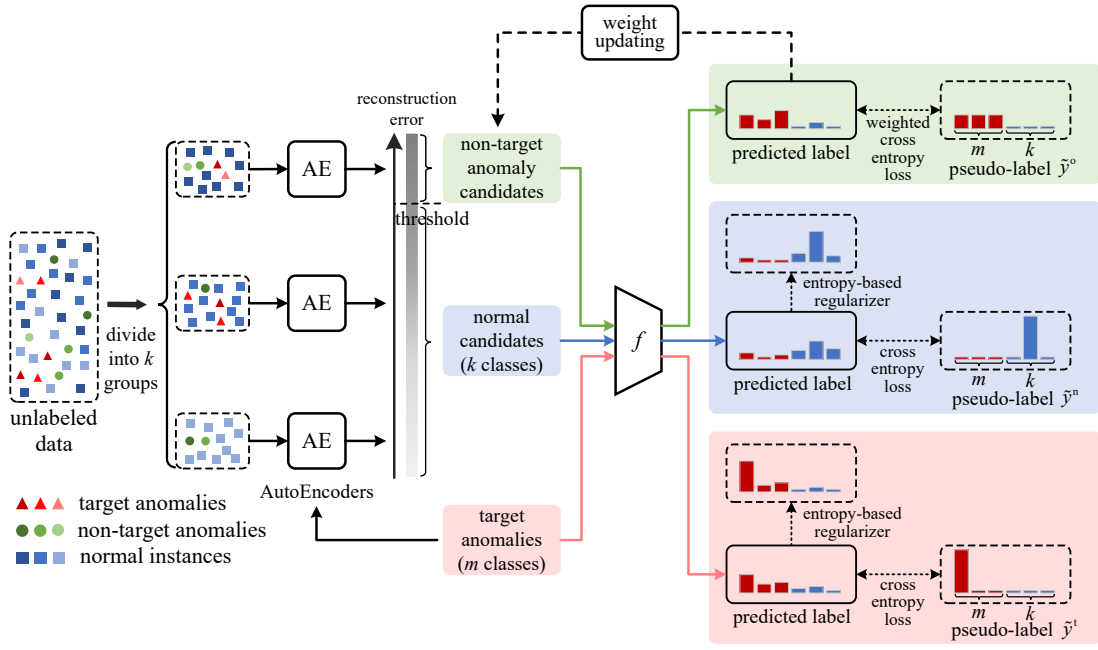 weight
updating
reconstruction
error
AE
non-target
anomaly
candidates
threshold
divide
into k
groups
unlabeled
data
AE
normal
candidates
(k classes)
f
AE
AutoEncoders
target
anomalies
(m classes)
target anomalies
non-target anomalies
normal instances
predicted label
weighted
cross
entropy
loss
m
k
pseudo-label ỹᵒ
entropy-based
regularizer
predicted label
cross
entropy
loss
m
k
pseudo-label ỹⁿ
entropy-based
regularizer
predicted label
cross
entropy
loss
m
k
pseudo-label ỹᵗ